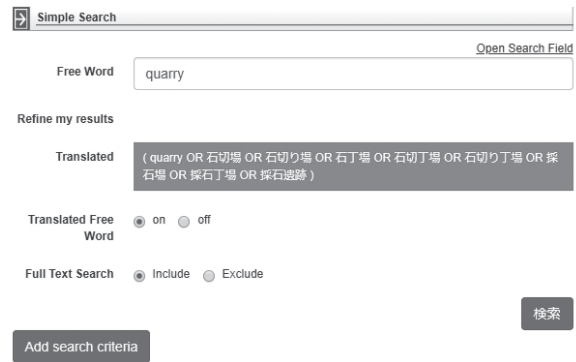 Simple Search
Open Search Field
Free Word
quarry
Refine my results
Translated
( quarry OR 石切場 OR 石切り場 OR 石丁場 OR 石切丁場 OR 石切り丁場 OR 採
石場 OR 採石丁場 OR 採石遺跡 )
Translated Free
Word
on off
Full Text Search
Include Exclude
検索
Add search criteria